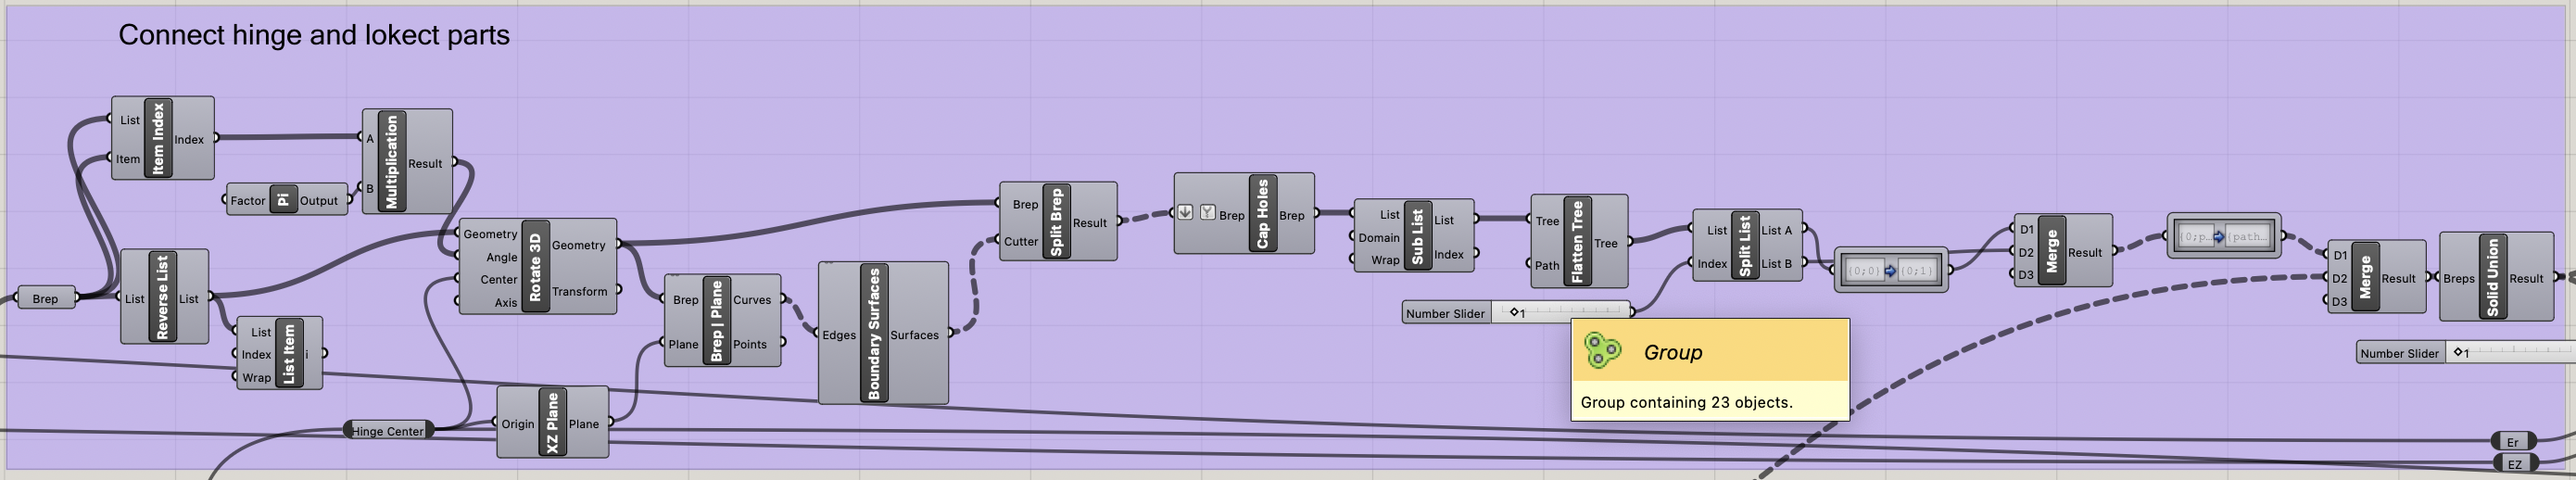 Connect hinge and lokect parts
List
Item
Item Index
Index
Factor
Pi
Output
A
B
Multiplication
Result
Brep
List
Reverse List
List
List
Index
Wrap
List Item
i
Geometry
Angle
Center
Axis
Rotate 3D
Geometry
Transform
Hinge Center
Origin
XZ Plane
Plane
Brep
Plane
Brep | Plane
Curves
Points
Edges
Boundary Surfaces
Surfaces
Brep
Cutter
Split Brep
Result
Brep
Cap Holes
Brep
List
Domain
Wrap
Sub List
List
Index
Tree
Path
Flatten Tree
Tree
Number Slider
1
List
Index
Split List
List A
List B
{0;0}
{0;1}
D1
D2
D3
Merge
Result
{0;p...
{path...
D1
D2
D3
Merge
Result
Breps
Solid Union
Result
Number Slider
1
Group
Group containing 23 objects.
Er
EZ